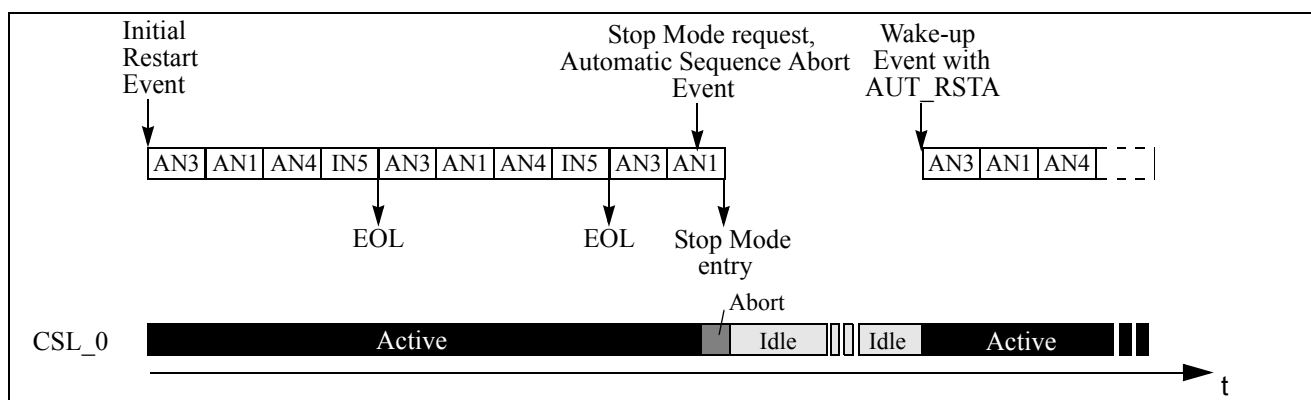 Initial
Restart
Event
Stop Mode request,
Automatic Sequence Abort
Event
Wake-up
Event with
AUT_RSTA
AN3 AN1 AN4 IN5 AN3 AN1 AN4 IN5 AN3 AN1
AN3 AN1 AN4
EOL
EOL
Stop Mode
entry
Abort
CSL_0
Active
Idle
Idle
Active
t